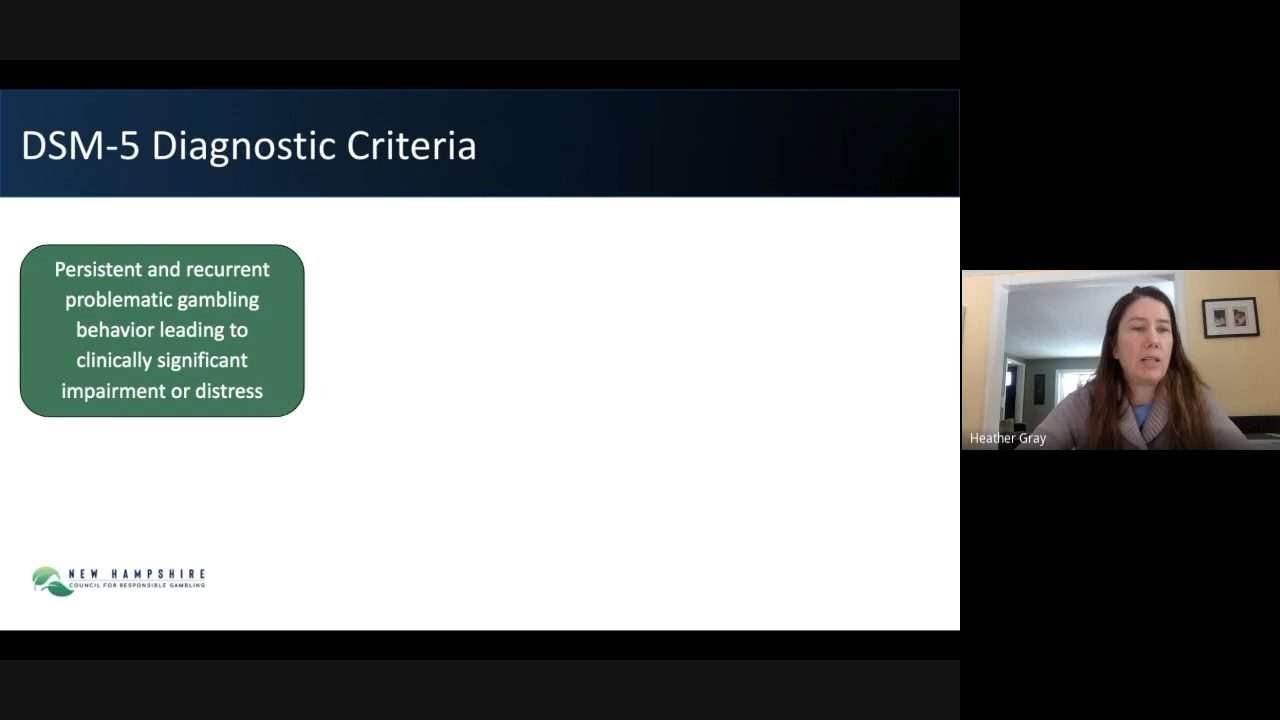 DSM-5 Diagnostic Criteria
Persistent and recurrent
problematic gambling
behavior leading to
clinically significant
impairment or distress
NEW HAMPSHIRE
COUNCIL FOR RESPONSIBLE GAMBLING
Heather Gray